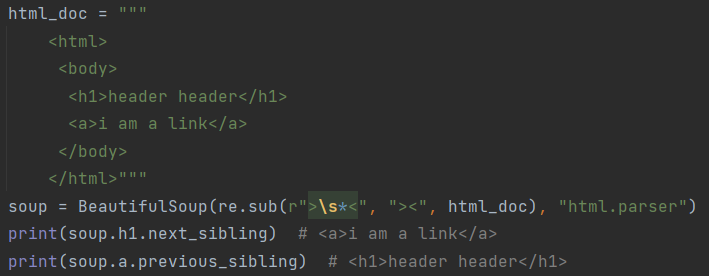 html_doc = """
    <html>
     <body>
      <h1>header header</h1>
      <a>i am a link</a>
     </body>
    </html>"""
soup = BeautifulSoup(re.sub(r">\s*<", "><", html_doc), "html.parser")
print(soup.h1.next_sibling)  # <a>i am a link</a>
print(soup.a.previous_sibling)  # <h1>header header</h1>